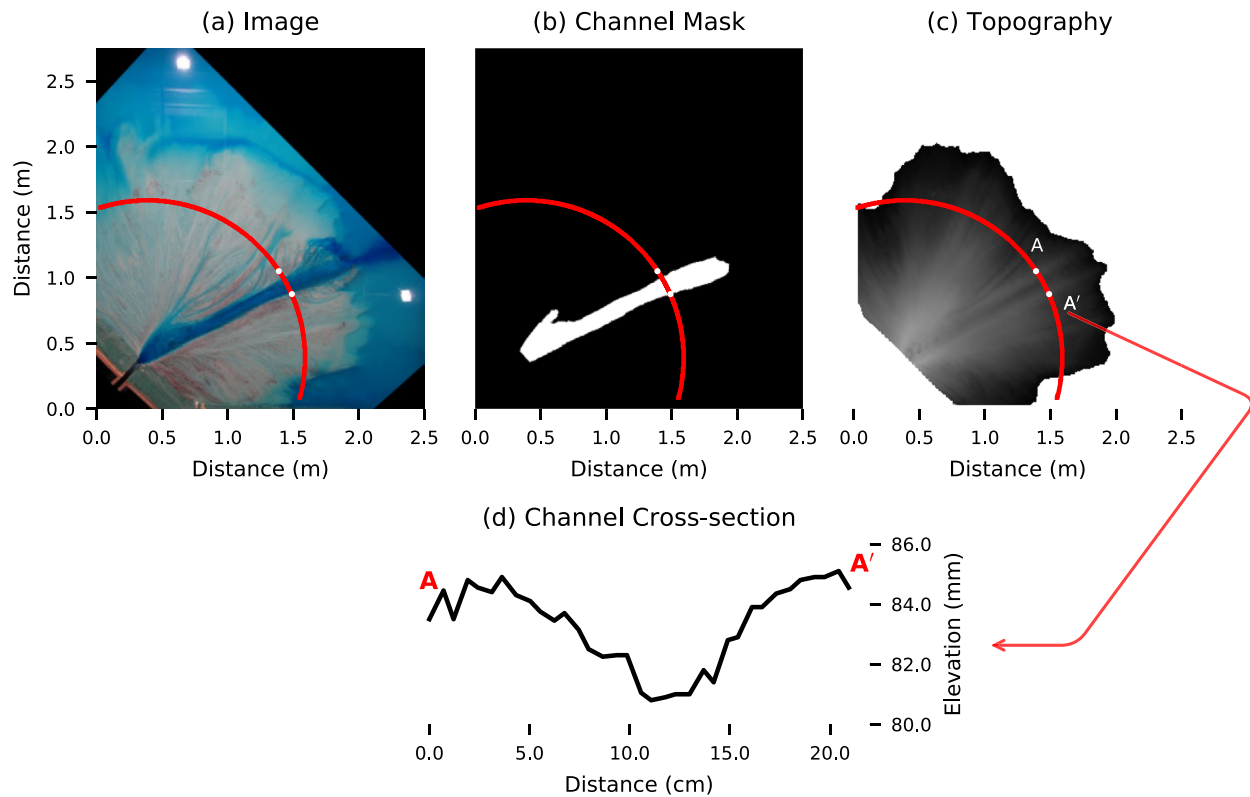 (a) Image
(b) Channel Mask
(c) Topography
2.5
2.0
1.5
1.0
0.5
0.0
Distance (m)
A
A′
0.0 0.5 1.0 1.5 2.0 2.5
0.0 0.5 1.0 1.5 2.0 2.5
0.0 0.5 1.0 1.5 2.0 2.5
Distance (m)
Distance (m)
Distance (m)
(d) Channel Cross-section
A
A′
86.0
84.0
82.0
80.0
Elevation (mm)
0.0 5.0 10.0 15.0 20.0
Distance (cm)